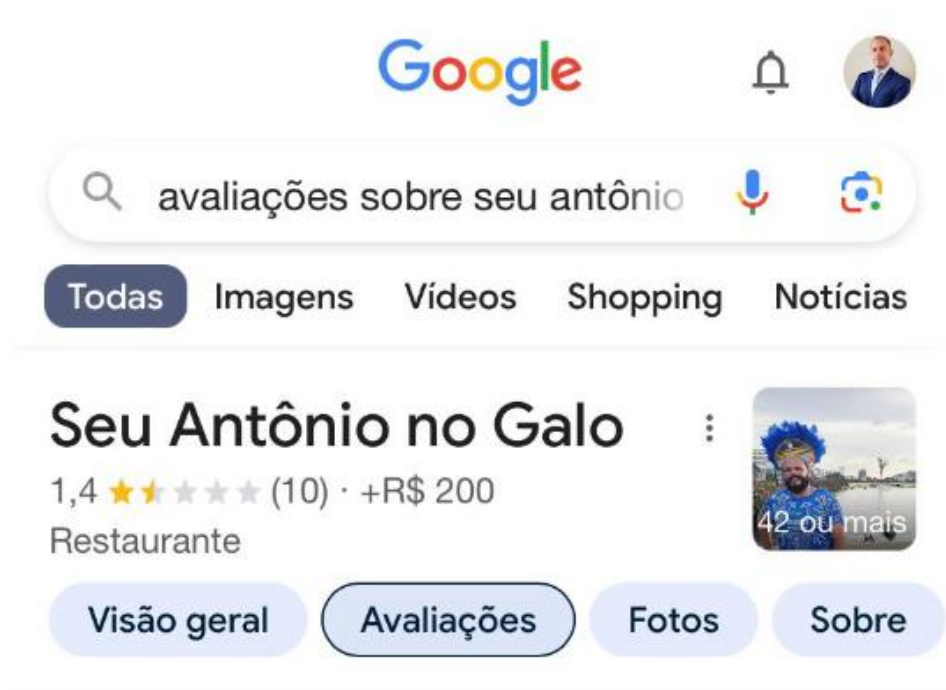 Google
avaliações sobre seu antônio
Todas Imagens Vídeos Shopping Notícias
Seu Antônio no Galo
1,4 (10) · +R$ 200
Restaurante
42 ou mais
Visão geral Avaliações Fotos Sobre